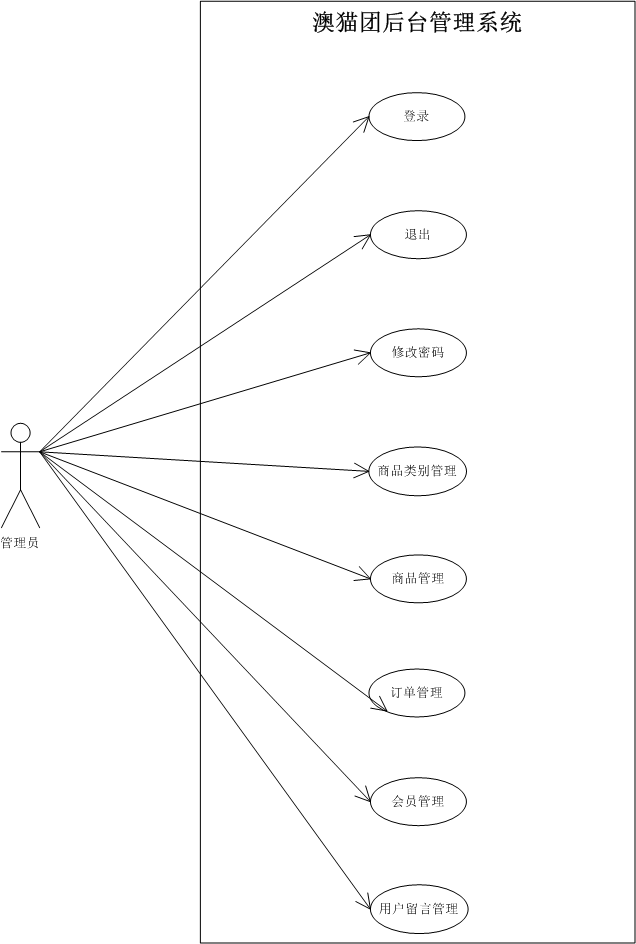 澳猫团后台管理系统
登录
退出
修改密码
商品类别管理
管理员
商品管理
订单管理
会员管理
用户留言管理